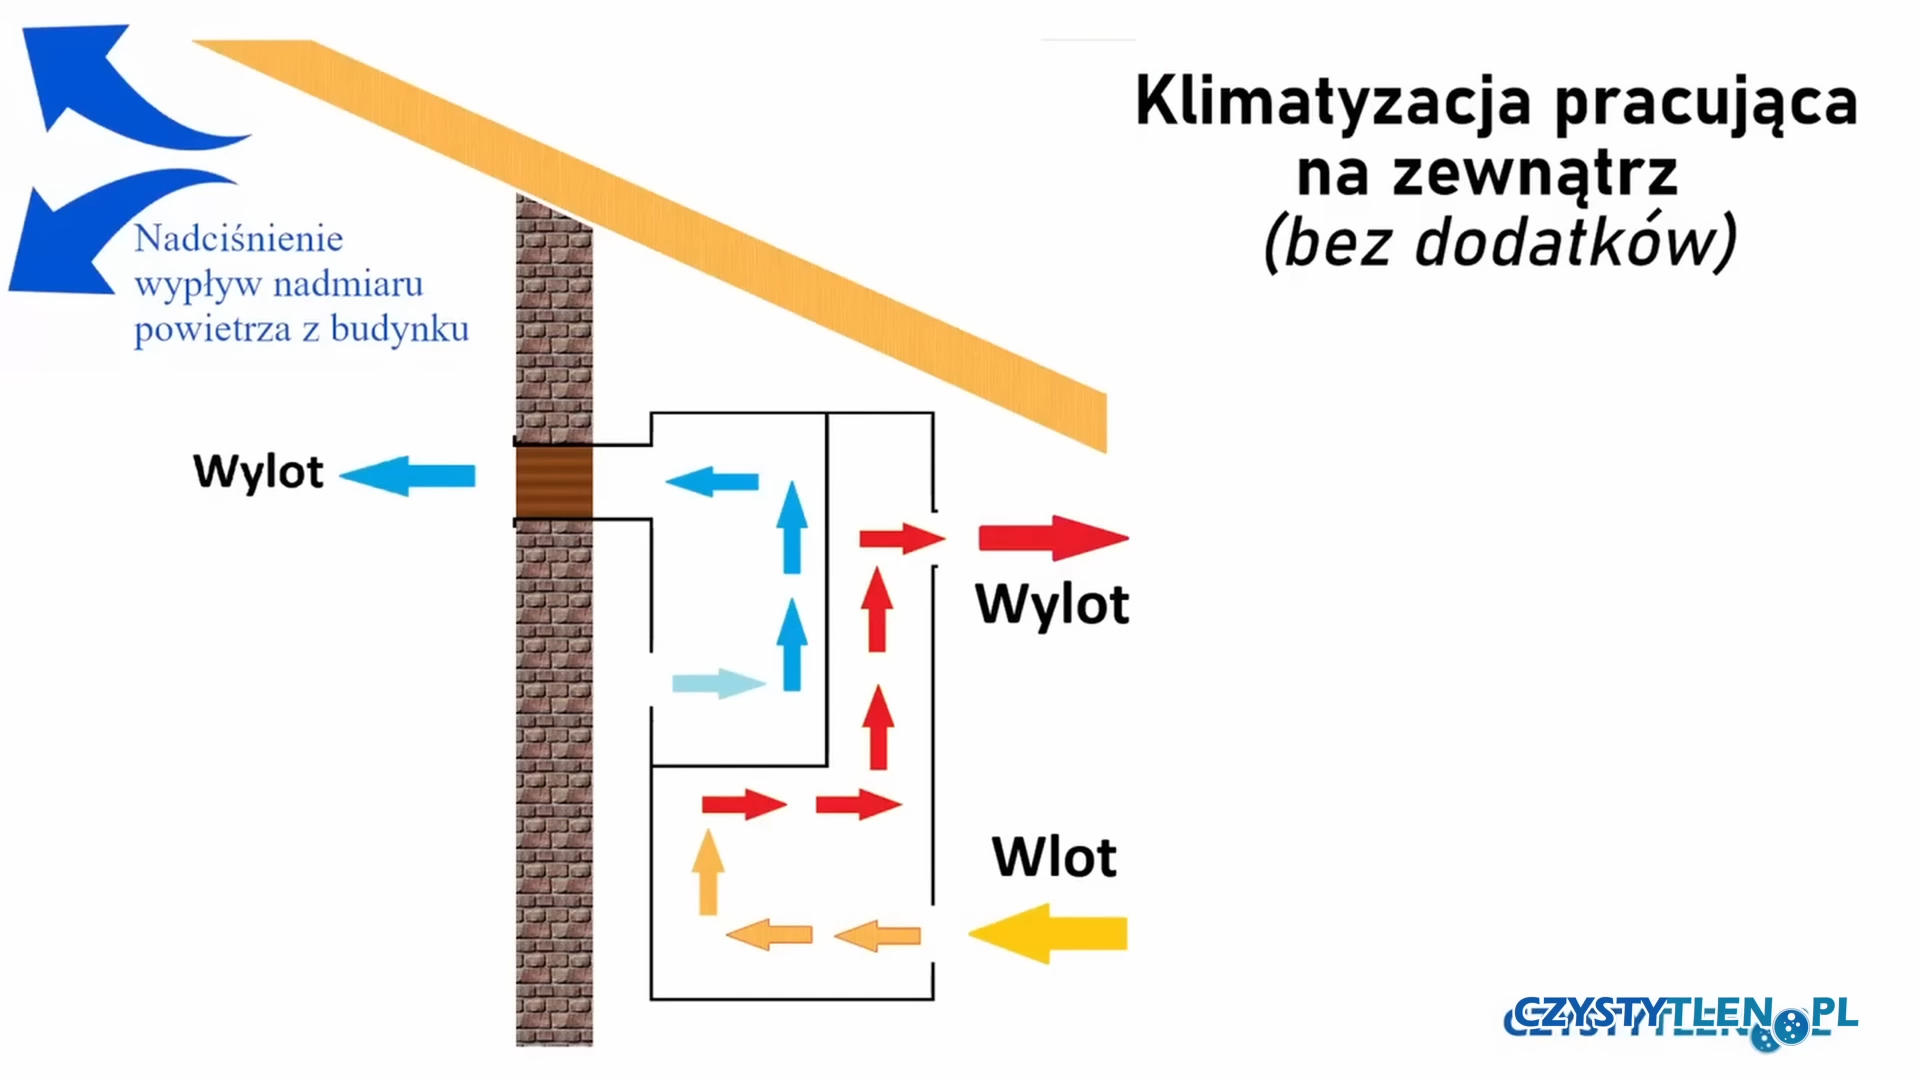 Klimatyzacja pracująca
na zewnątrz
(bez dodatków)
Nadciśnienie
wypływ nadmiaru
powietrza z budynku
Wylot
Wylot
Wlot
CZYSTYTLEN.PL